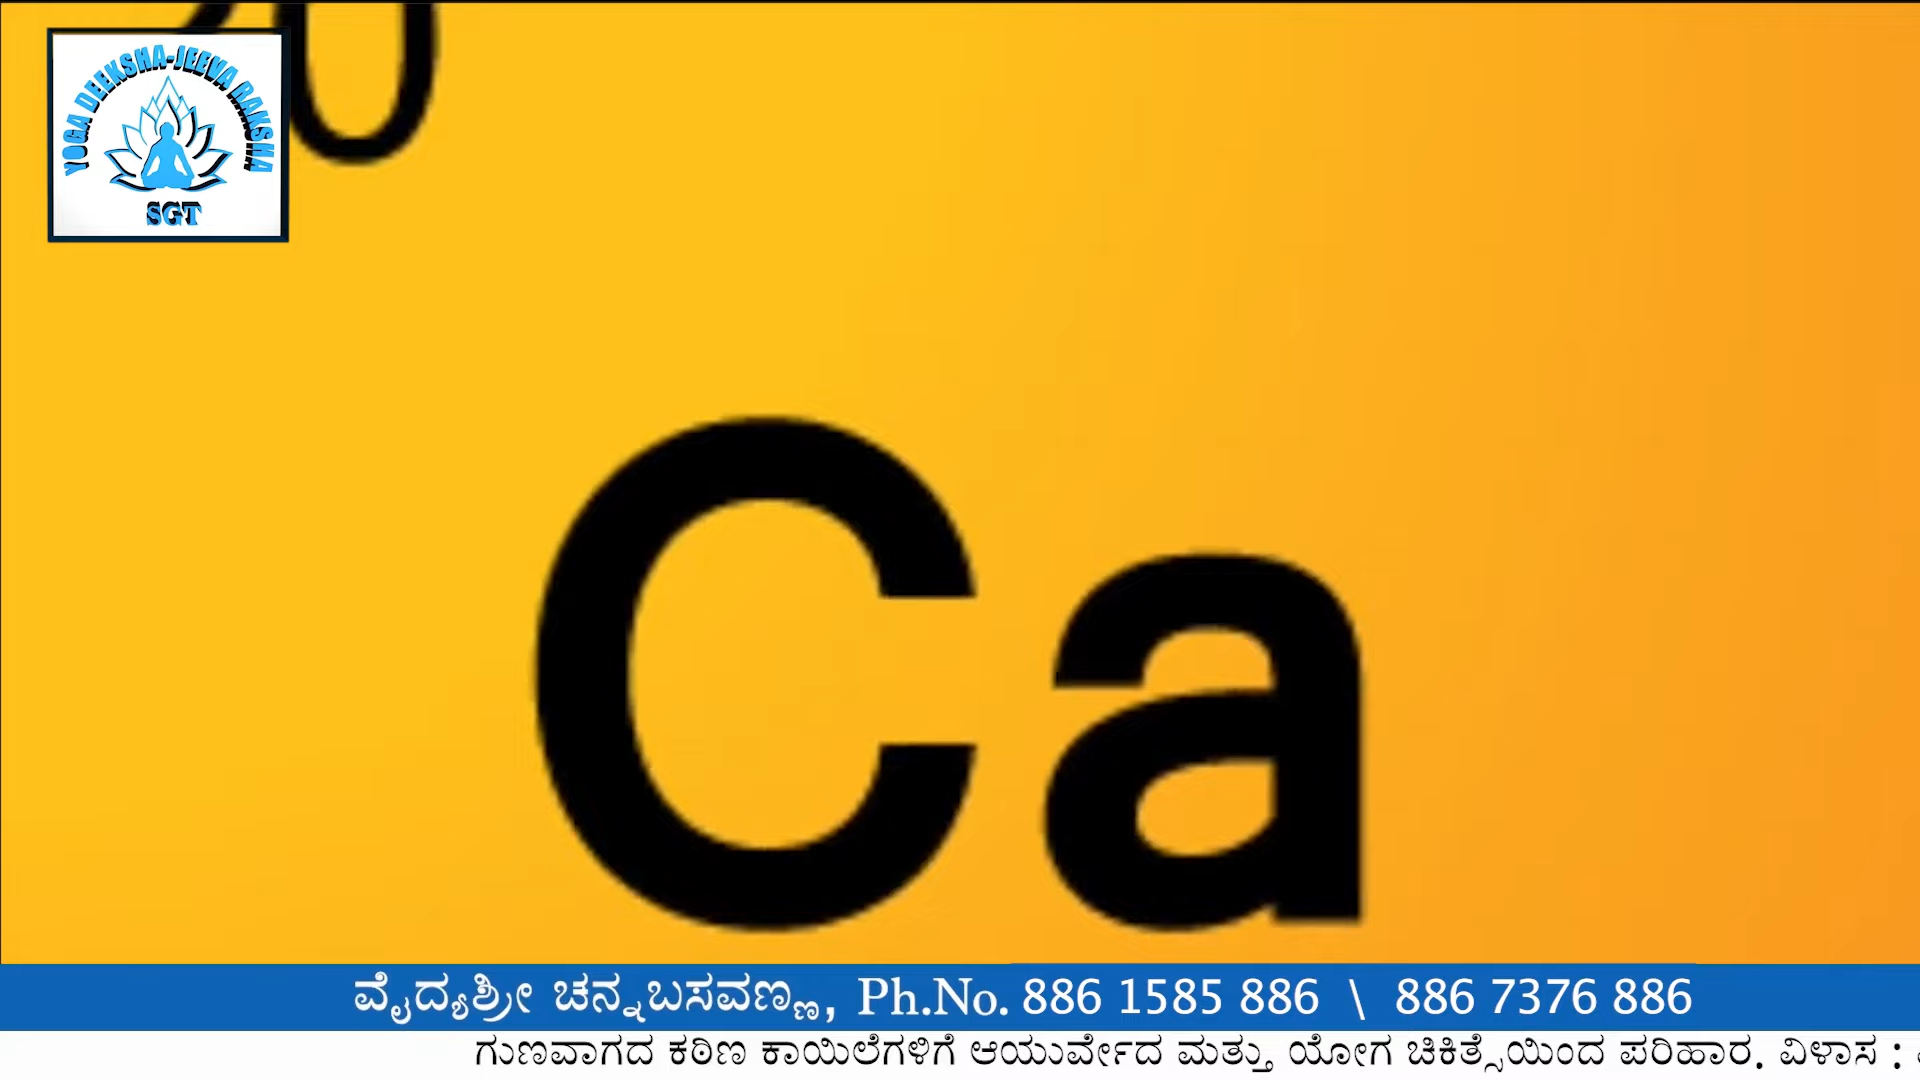 20
YOGA DEEKSHA-JEEVA RAKSHA
SGT
Ca
ವೈದ್ಯಶ್ರೀ ಚನ್ನಬಸವಣ್ಣ, Ph.No. 886 1585 886 \ 886 7376 886
ಗುಣವಾಗದ ಕಠಿಣ ಕಾಯಿಲೆಗಳಿಗೆ ಆಯುರ್ವೇದ ಮತ್ತು ಯೋಗ ಚಿಕಿತ್ಸೆಯಿಂದ ಪರಿಹಾರ. ವಿಳಾಸ :